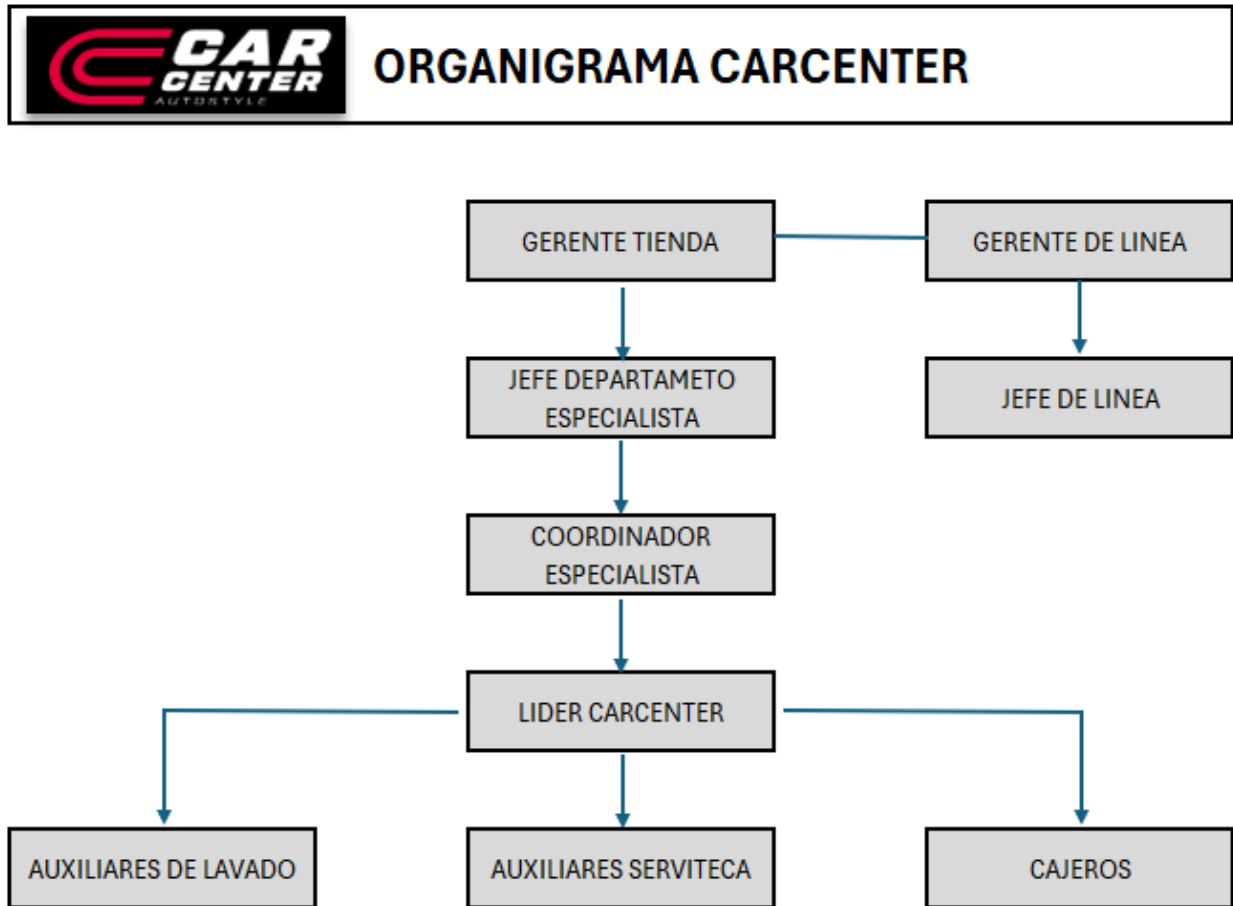 CAR
CENTER
AUTOSTYLE
ORGANIGRAMA CARCENTER
GERENTE TIENDA
GERENTE DE LINEA
JEFE DEPARTAMETO
ESPECIALISTA
JEFE DE LINEA
COORDINADOR
ESPECIALISTA
LIDER CARCENTER
AUXILIARES DE LAVADO
AUXILIARES SERVITECA
CAJEROS